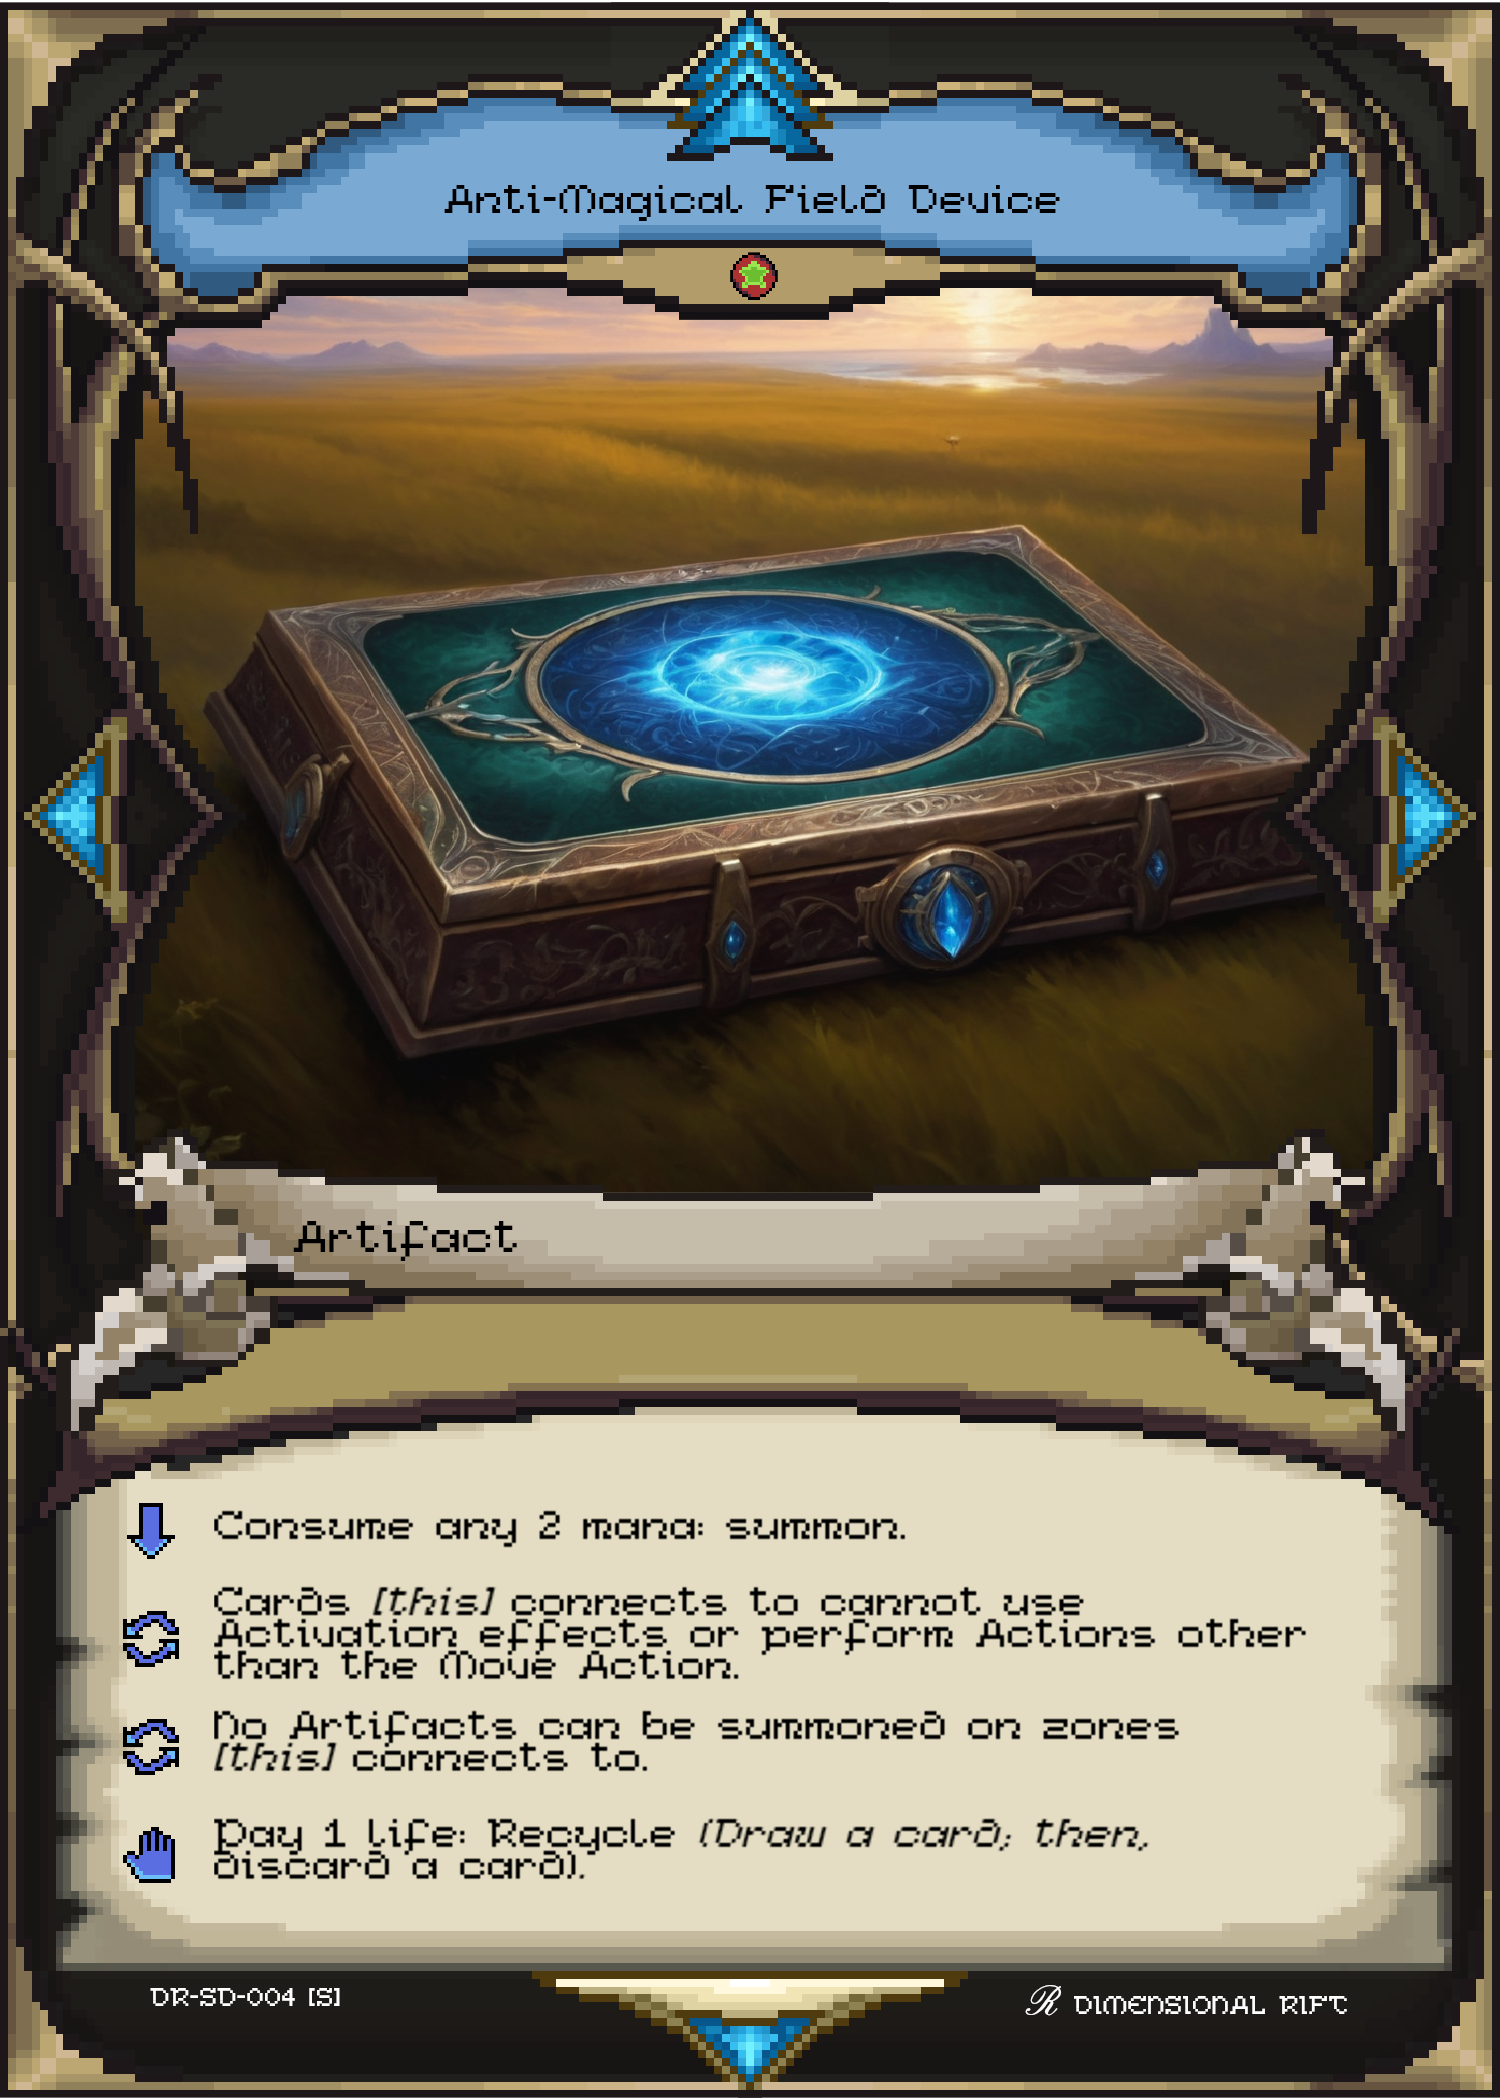 Anti-Magical Field Device
Artifact
Consume any 2 mana: summon.
Cards [this] connects to cannot use
Activation effects or perform Actions other
than the Move Action.
No Artifacts can be summoned on zones
[this] connects to.
Pay 1 life: Recycle (Draw a card; then,
discard a card).
DR-SD-004 [S]
R DIMENSIONAL RIFT